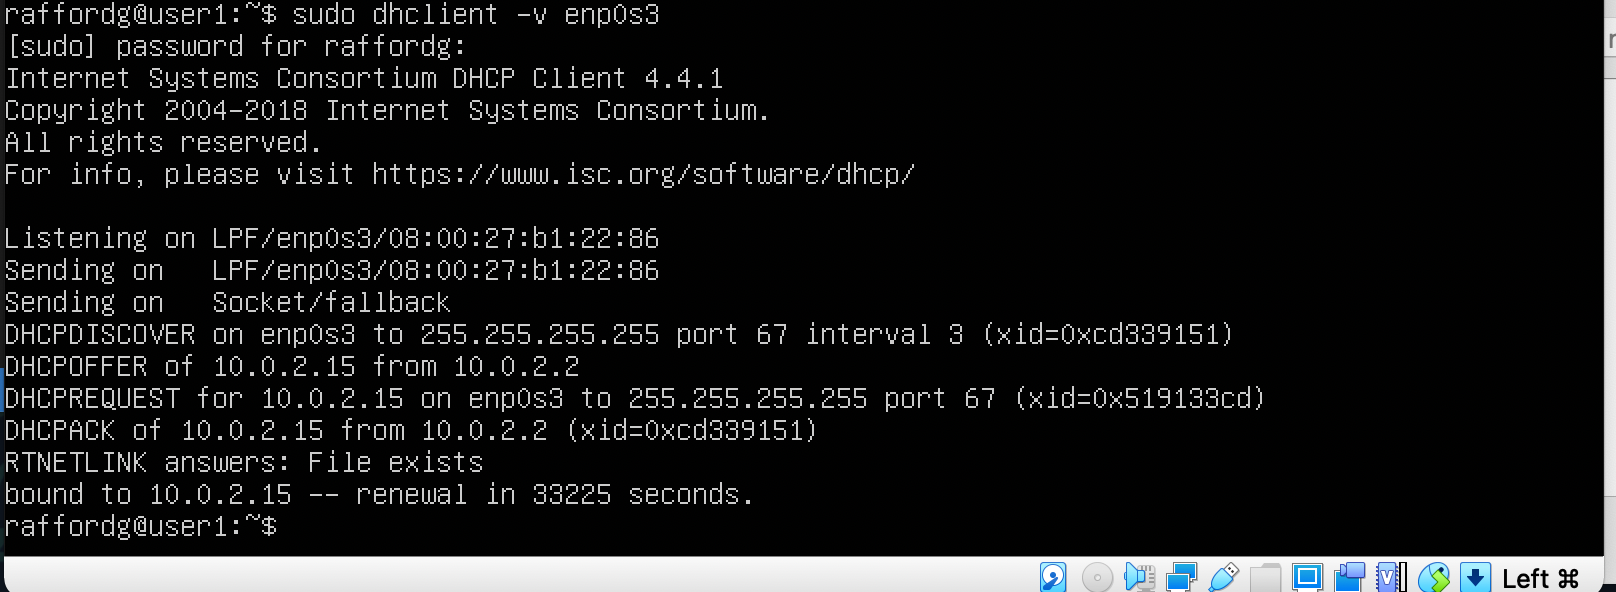 raffordg@user1:~$ sudo dhclient -v enp0s3
[sudo] password for raffordg:
Internet Systems Consortium DHCP Client 4.4.1
Copyright 2004-2018 Internet Systems Consortium.
All rights reserved.
For info, please visit https://www.isc.org/software/dhcp/
Listening on LPF/enp0s3/08:00:27:b1:22:86
Sending on   LPF/enp0s3/08:00:27:b1:22:86
Sending on   Socket/fallback
DHCPDISCOVER on enp0s3 to 255.255.255.255 port 67 interval 3 (xid=0xcd339151)
DHCPOFFER of 10.0.2.15 from 10.0.2.2
DHCPREQUEST for 10.0.2.15 on enp0s3 to 255.255.255.255 port 67 (xid=0x519133cd)
DHCPACK of 10.0.2.15 from 10.0.2.2 (xid=0xcd339151)
RTNETLINK answers: File exists
bound to 10.0.2.15 -- renewal in 33225 seconds.
raffordg@user1:~$
Left ⌘